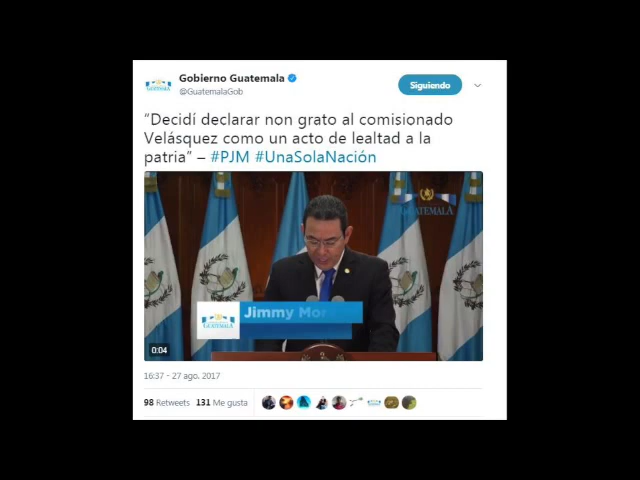 Gobierno Guatemala
@GuatemalaGob
Siguiendo
“Decidí declarar non grato al comisionado
Velásquez como un acto de lealtad a la
patria” – #PJM #UnaSolaNación
GUATEMALA
Jimmy Mor
GUATEMALA
0:04
16:37 - 27 ago. 2017
98 Retweets 131 Me gusta